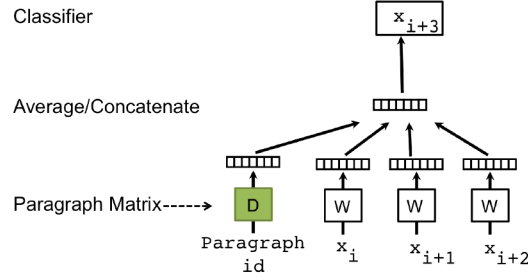 Classifier
x_{i+3}
Average/Concatenate
Paragraph Matrix
D
W
W
W
Paragraph
id
x_i
x_{i+1}
x_{i+2}